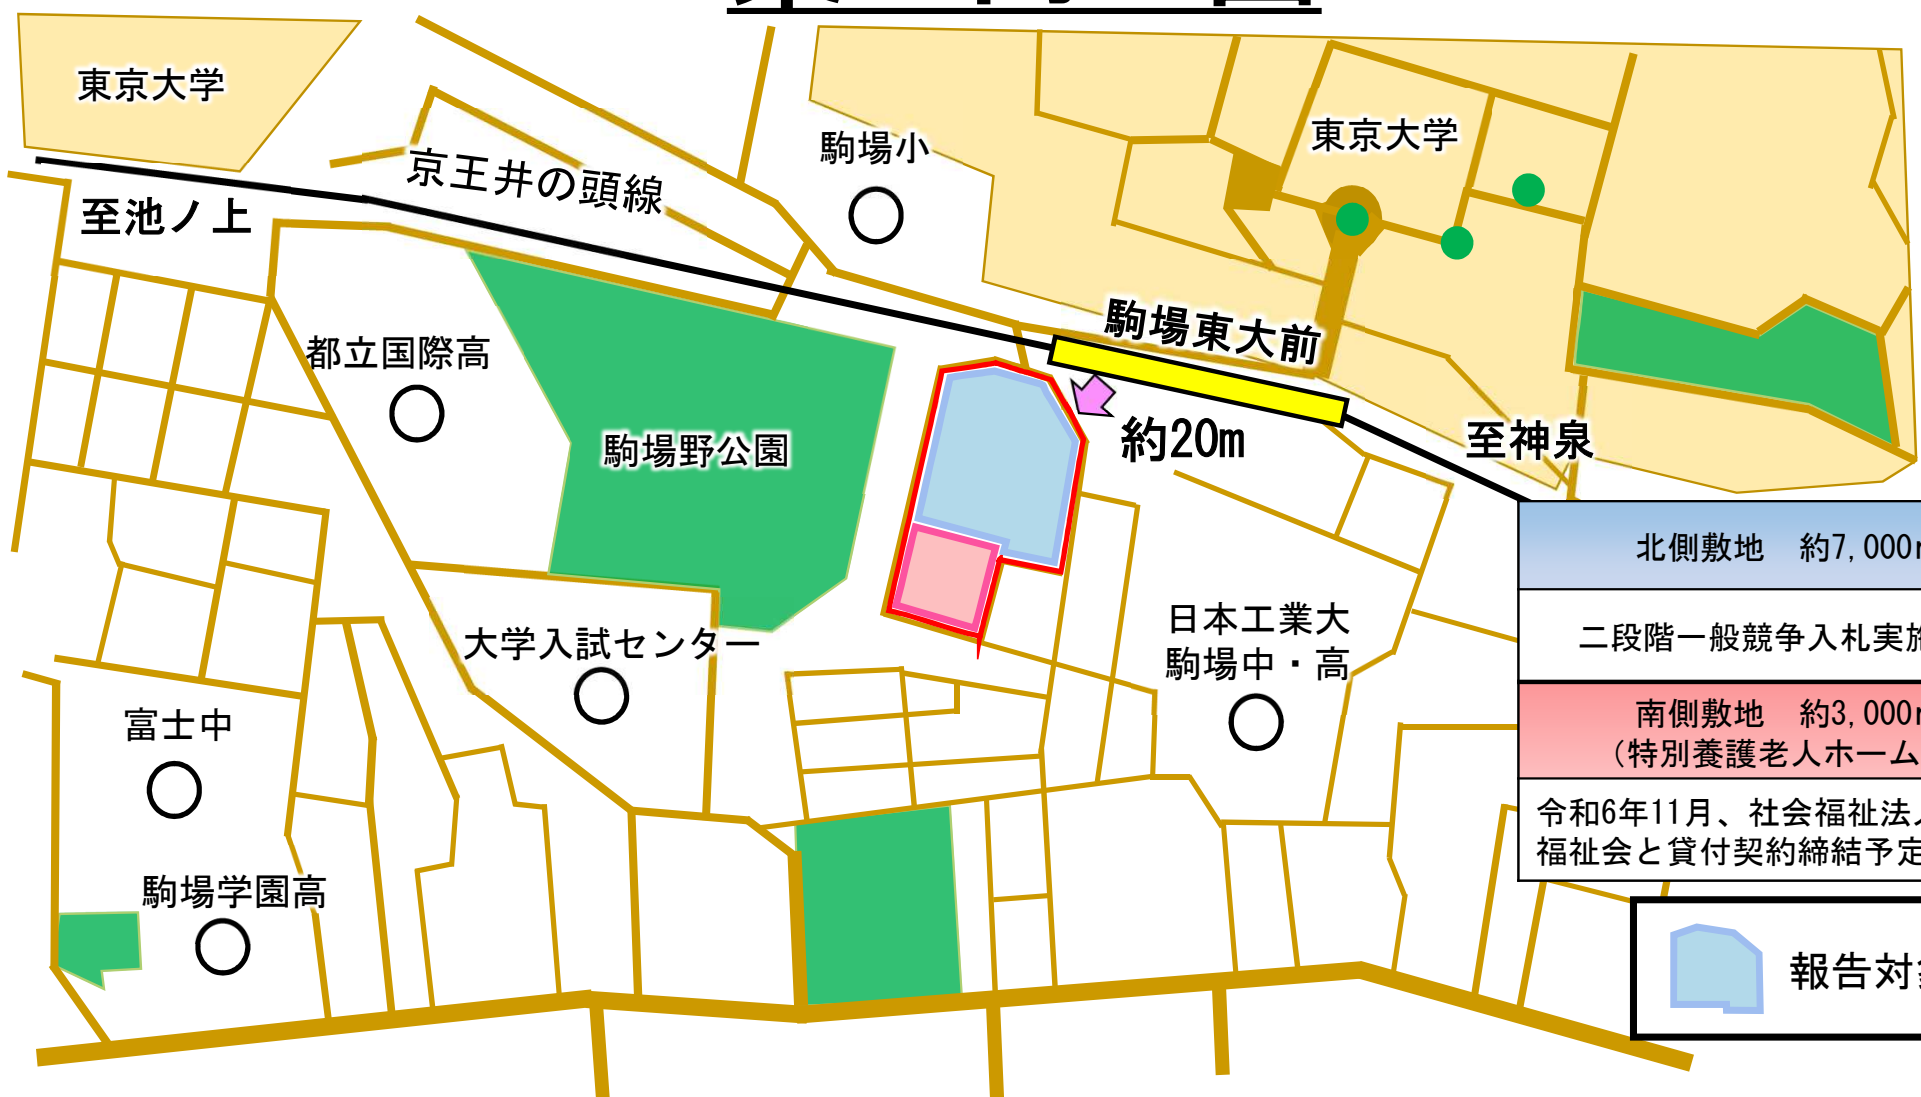 東京大学
駒場小
東京大学
京王井の頭線
至池ノ上
駒場東大前
都立国際高
約20m
至神泉
駒場野公園
北側敷地　約7,000
二段階一般競争入札実施
日本工業大
駒場中・高
大学入試センター
南側敷地　約3,000
（特別養護老人ホーム
富士中
令和6年11月、社会福祉法人
福祉会と貸付契約締結予定
駒場学園高
報告対象